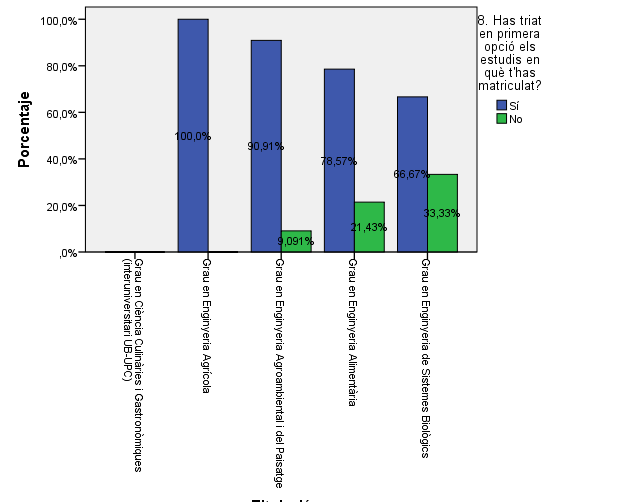 8. Has triat
en primera
opció els
estudis en
què t'has
matriculat?
Sí
No
Porcentaje
100,0%
80,0%
60,0%
40,0%
20,0%
,0%
100,0%
90,91%
9,091%
78,57%
21,43%
66,67%
33,33%
Grau en Ciència Culinàries i Gastronòmiques
(interuniversitari UB-UPC)
Grau en Enginyeria Agrícola
Grau en Enginyeria Agroambiental i del Paisatge
Grau en Enginyeria Alimentària
Grau en Enginyeria de Sistemes Biològics